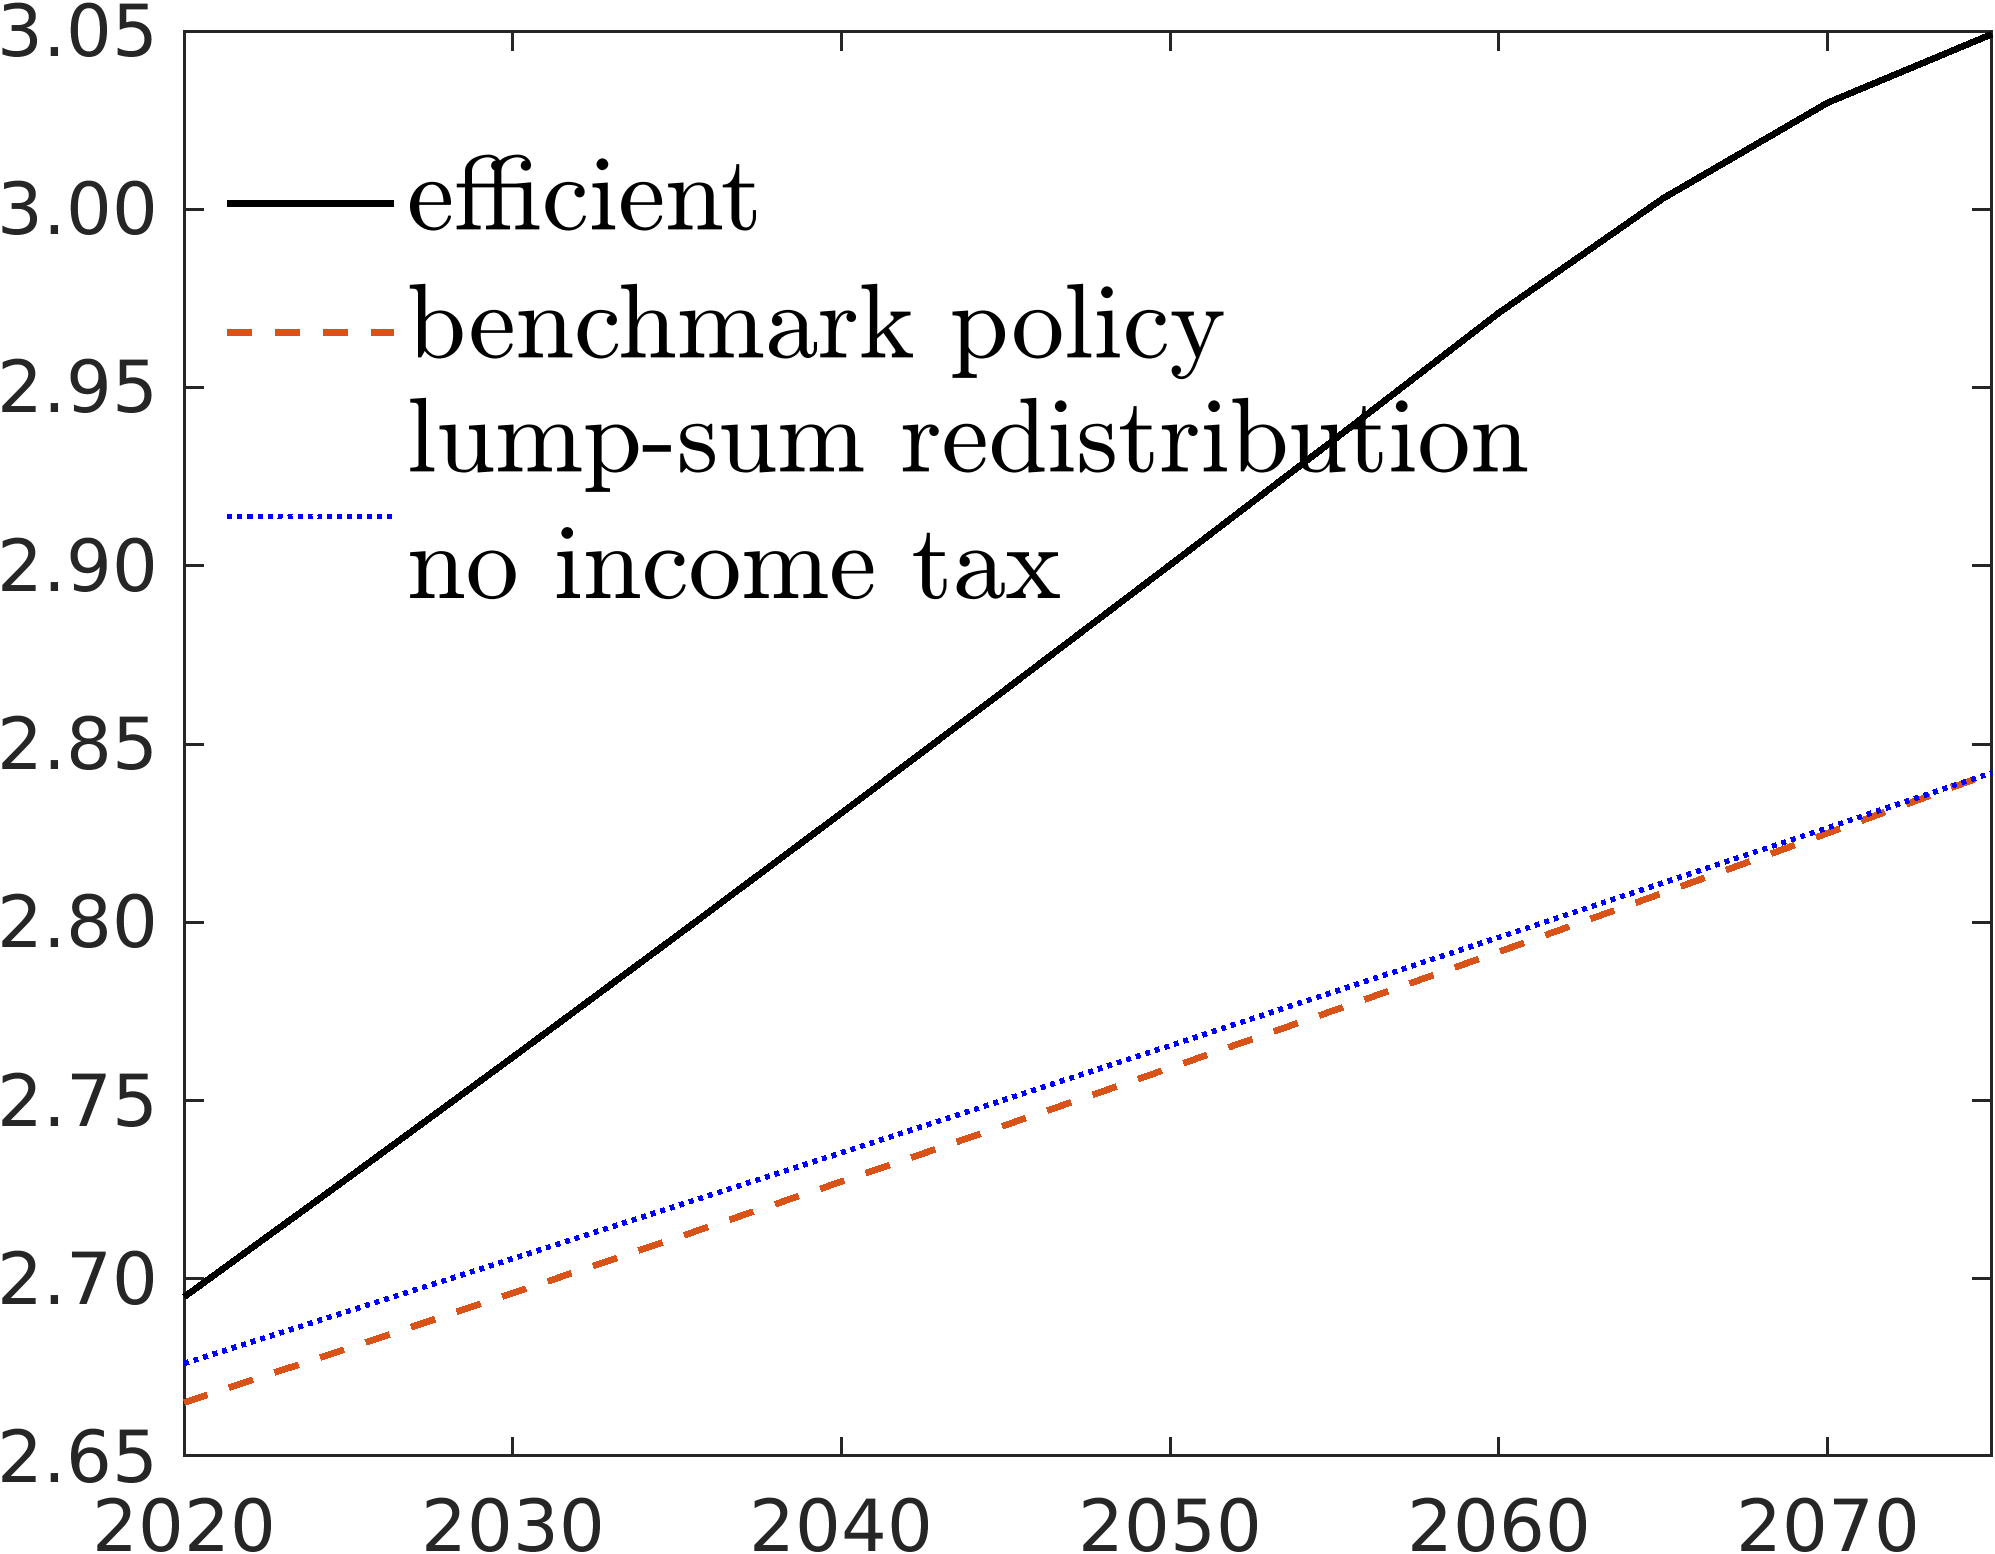 3.05
efficient
3.00
benchmark policy
2.95
lump-sum redistribution
2.90
no income tax
2.85
2.80
2.75
2.70
2.65
2020 2030 2040 2050 2060 2070